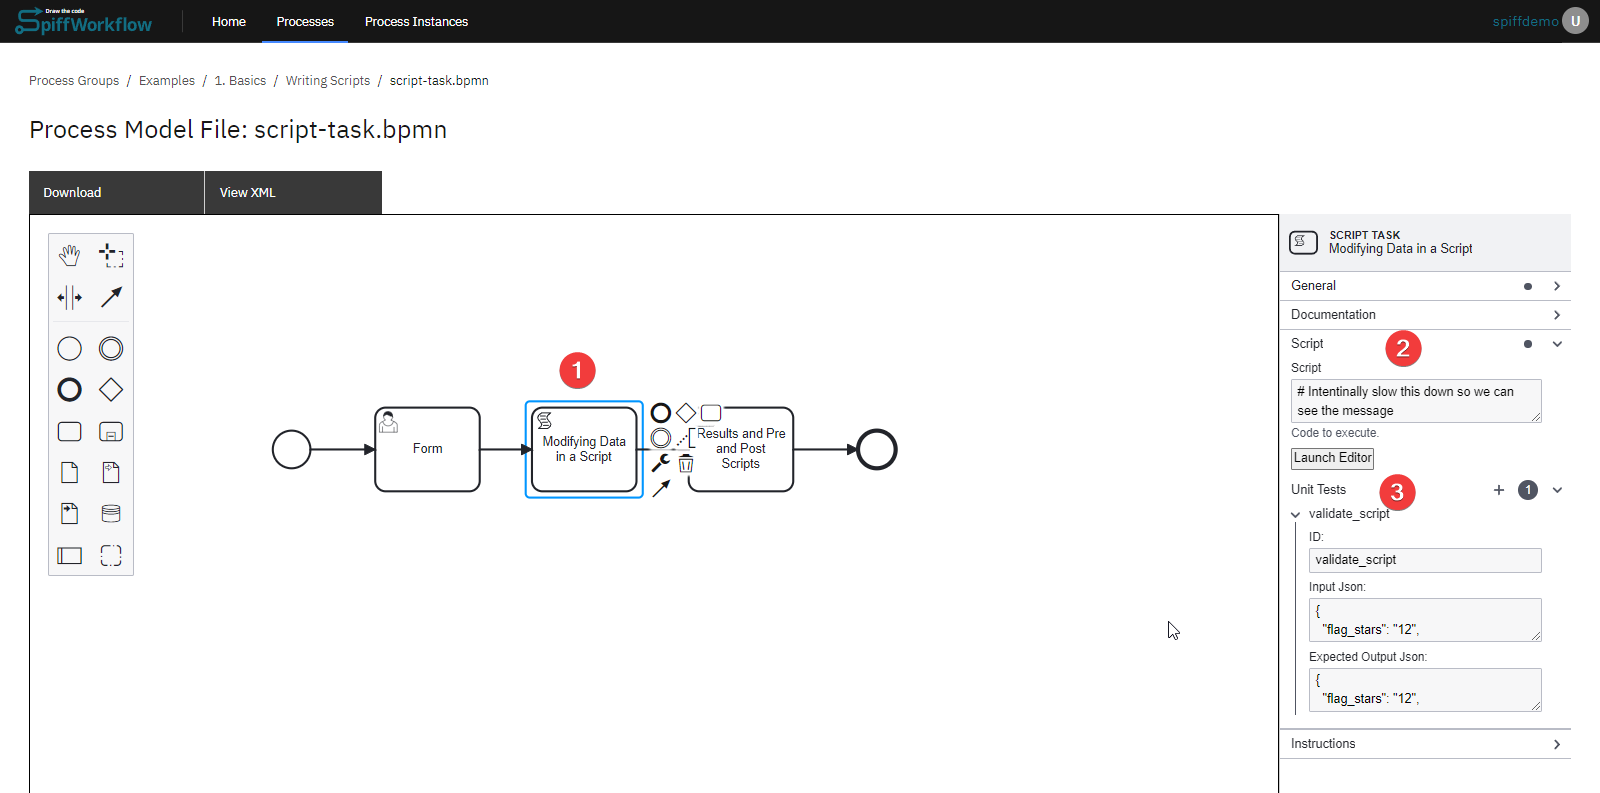 Draw the code
SpiffWorkflow
Home
Processes
Process Instances
spiffdemo
U
Process Groups / Examples / 1. Basics / Writing Scripts / script-task.bpmn
Process Model File: script-task.bpmn
Download
View XML
Form
1
Modifying Data
in a Script
Results and Pre
and Post
Scripts
SCRIPT TASK
Modifying Data in a Script
General
Documentation
Script
2
Script
# Intentinally slow this down so we can
see the message
Code to execute.
Launch Editor
Unit Tests
3
1
validate_script
ID:
validate_script
Input Json:
{
"flag_stars": "12",
Expected Output Json:
{
"flag_stars": "12",
Instructions